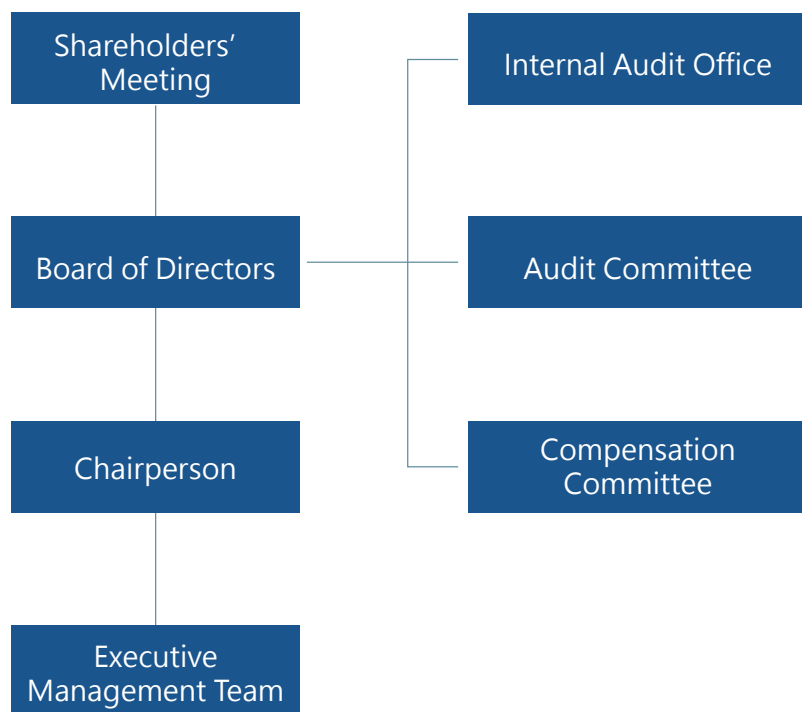 Shareholders’
Meeting
Internal Audit Office
Board of Directors
Audit Committee
Chairperson
Compensation
Committee
Executive
Management Team